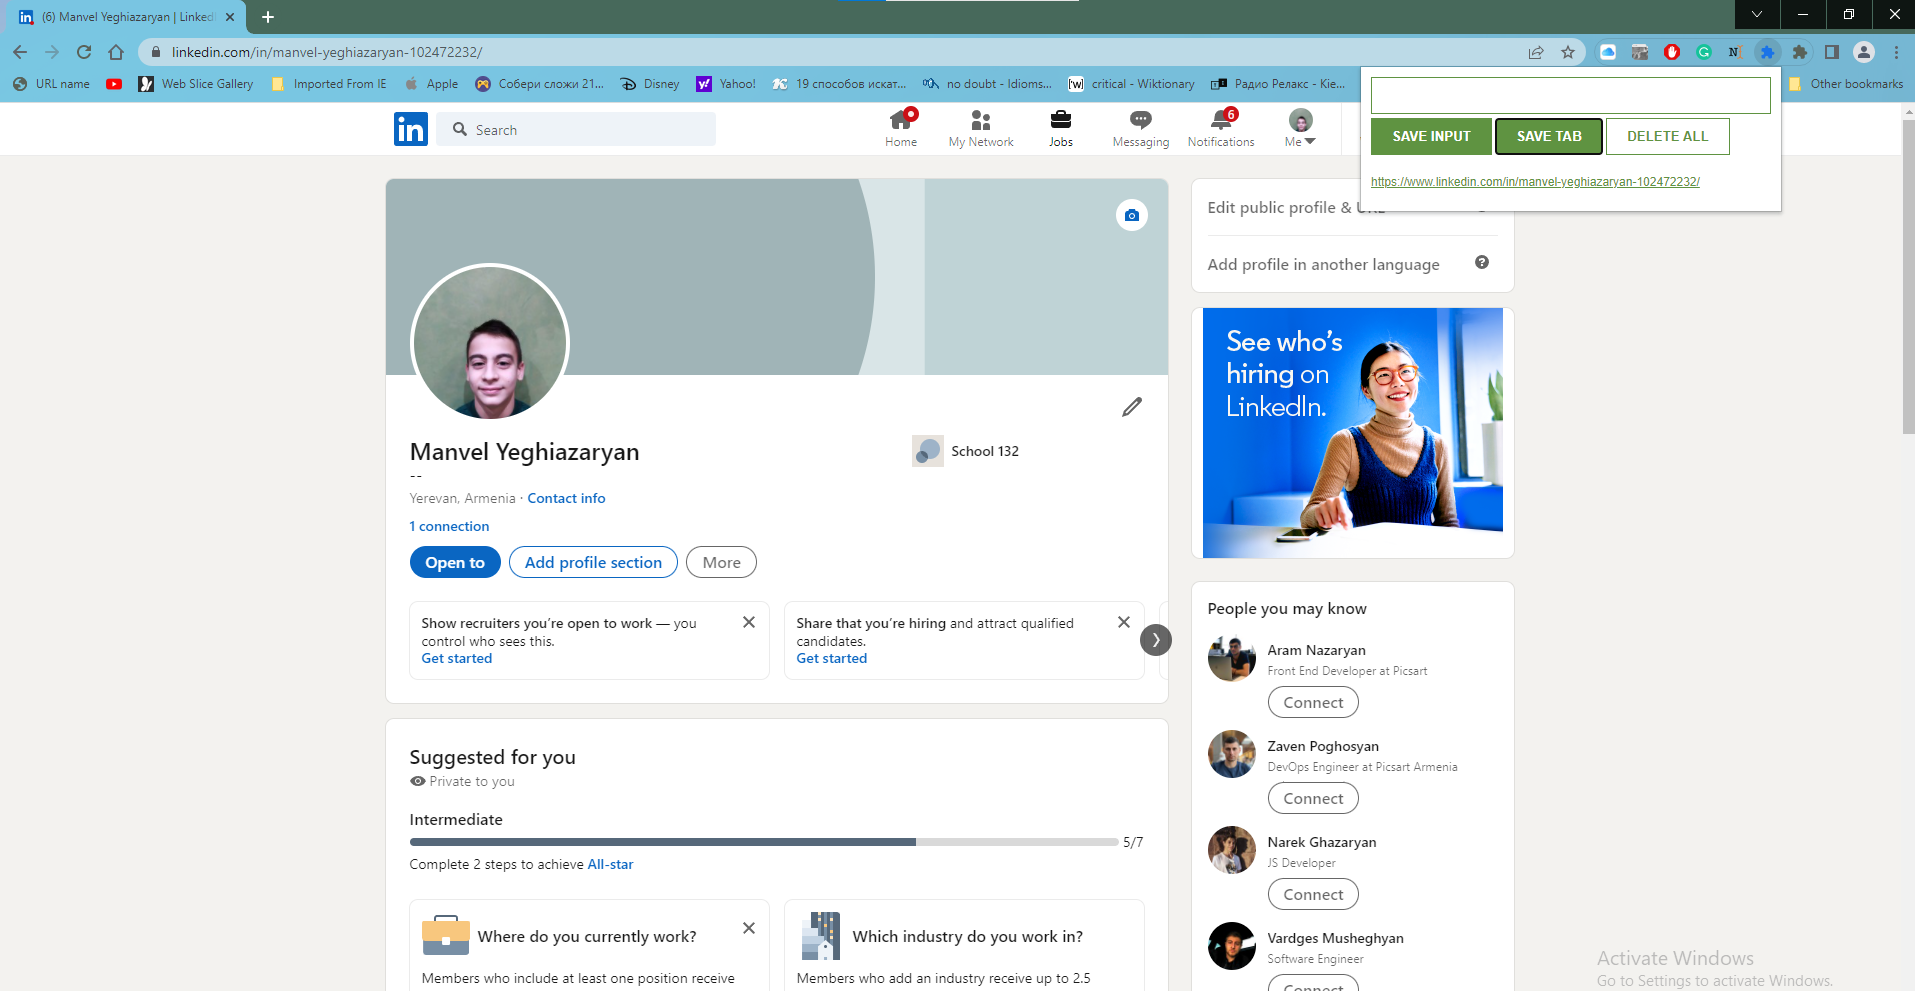 (6) Manvel Yeghiazaryan | Linked
linkedin.com/in/manvel-yeghiazaryan-102472232/
URL name
Web Slice Gallery
Imported From IE
Apple
Собери сложи 21...
Disney
Yahoo!
19 способов искат...
no doubt - Idioms...
critical - Wiktionary
Радио Релакс - Kie...
Other bookmarks
SAVE INPUT
SAVE TAB
DELETE ALL
https://www.linkedin.com/in/manvel-yeghiazaryan-102472232/
in
Search
Home
My Network
Jobs
Messaging
6
Notifications
Me
Manvel Yeghiazaryan
--
Yerevan, Armenia · Contact info
1 connection
School 132
Open to
Add profile section
More
Show recruiters you're open to work — you
control who sees this.
Get started
Share that you're hiring and attract qualified
candidates.
Get started
Suggested for you
Private to you
Intermediate
5/7
Complete 2 steps to achieve All-star
Where do you currently work?
Members who include at least one position receive
Which industry do you work in?
Members who add an industry receive up to 2.5
Edit public profile &
Add profile in another language
See who's
hiring on
LinkedIn.
People you may know
Aram Nazaryan
Front End Developer at Picsart
Connect
Zaven Poghosyan
DevOps Engineer at Picsart Armenia
Connect
Narek Ghazaryan
JS Developer
Connect
Vardges Musheghyan
Software Engineer
Connect
Activate Windows
Go to Settings to activate Windows.